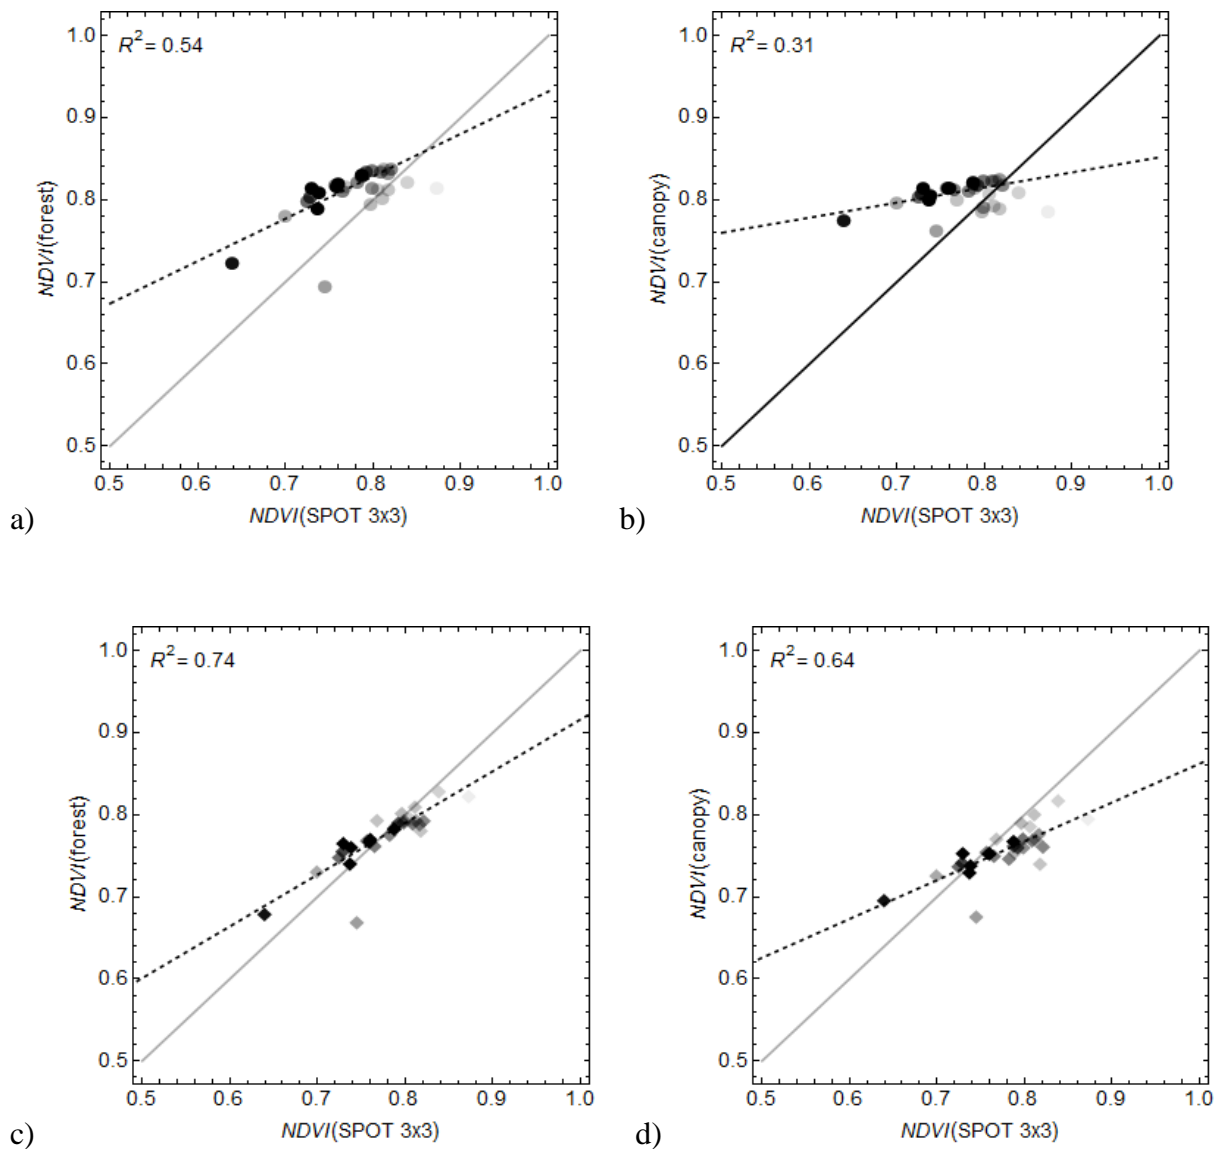 R² = 0.54
1.0
0.9
0.8
0.7
0.6
0.5
NDVI(forest)
0.5 0.6 0.7 0.8 0.9 1.0
NDVI(SPOT 3x3)
a)
R² = 0.31
1.0
0.9
0.8
0.7
0.6
0.5
NDVI(canopy)
0.5 0.6 0.7 0.8 0.9 1.0
NDVI(SPOT 3x3)
b)
R² = 0.74
1.0
0.9
0.8
0.7
0.6
0.5
NDVI(forest)
0.5 0.6 0.7 0.8 0.9 1.0
NDVI(SPOT 3x3)
c)
R² = 0.64
1.0
0.9
0.8
0.7
0.6
0.5
NDVI(canopy)
0.5 0.6 0.7 0.8 0.9 1.0
NDVI(SPOT 3x3)
d)